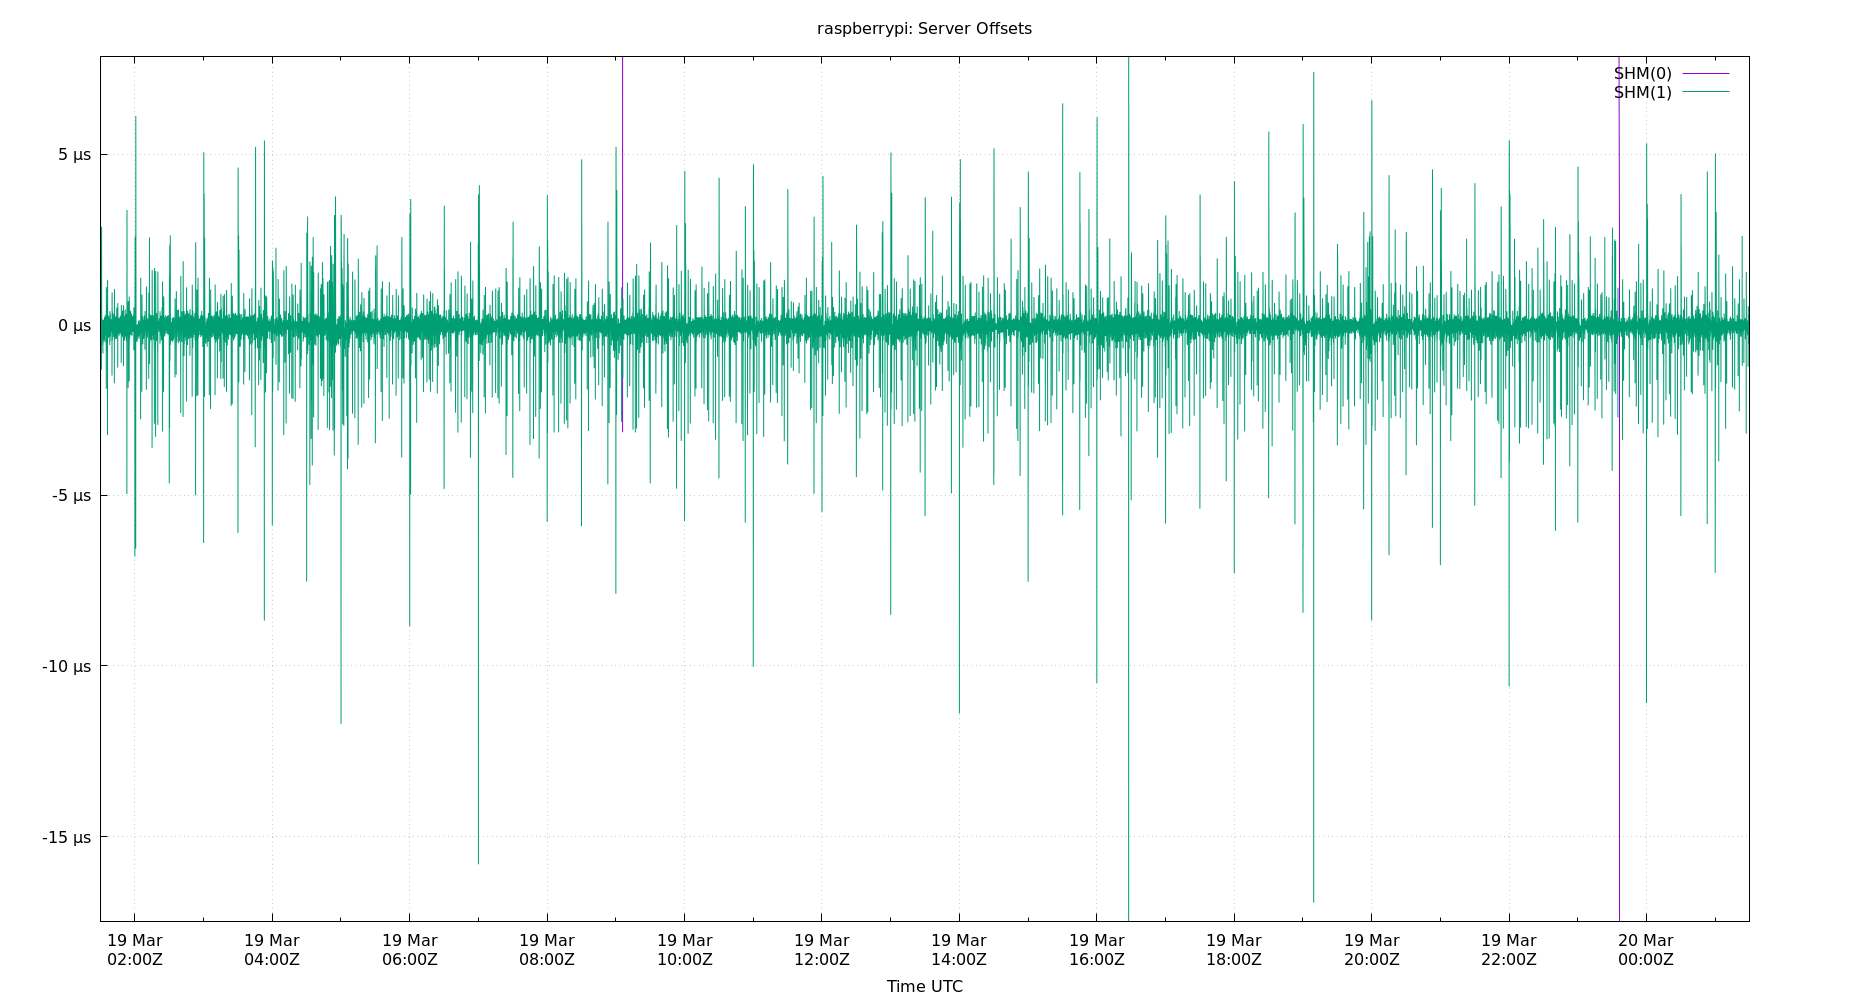 raspberrypi: Server Offsets
SHM(0)
SHM(1)
5 µs
0 µs
-5 µs
-10 µs
-15 µs
19 Mar 19 Mar 19 Mar 19 Mar 19 Mar 19 Mar 19 Mar 19 Mar 19 Mar 19 Mar 19 Mar 20 Mar
02:00Z 04:00Z 06:00Z 08:00Z 10:00Z 12:00Z 14:00Z 16:00Z 18:00Z 20:00Z 22:00Z 00:00Z
Time UTC